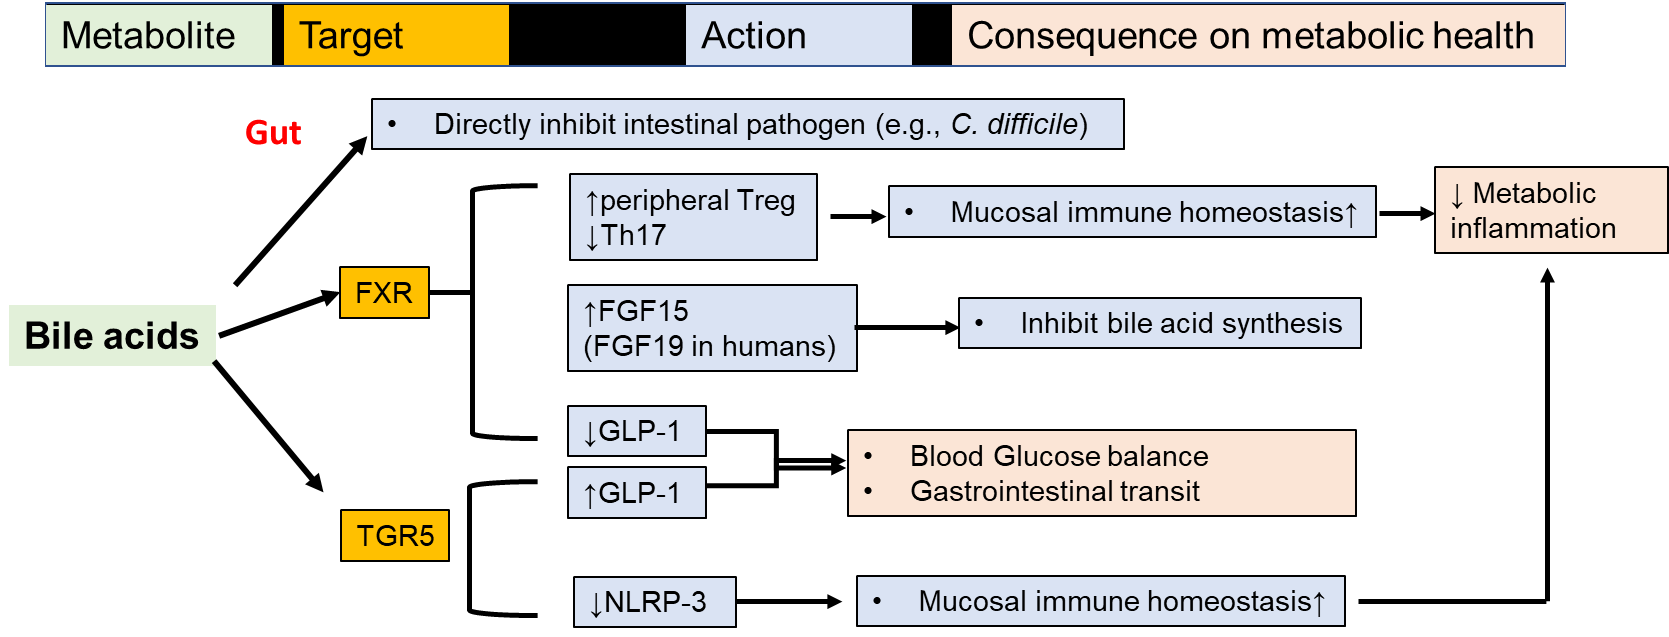 Metabolite Target Action Consequence on metabolic health
Gut
• Directly inhibit intestinal pathogen (e.g., C. difficile)
↑peripheral Treg
↓Th17
• Mucosal immune homeostasis↑
↓ Metabolic
inflammation
FXR
Bile acids
↑FGF15
(FGF19 in humans)
• Inhibit bile acid synthesis
↓GLP-1
↑GLP-1
• Blood Glucose balance
• Gastrointestinal transit
TGR5
↓NLRP-3
• Mucosal immune homeostasis↑